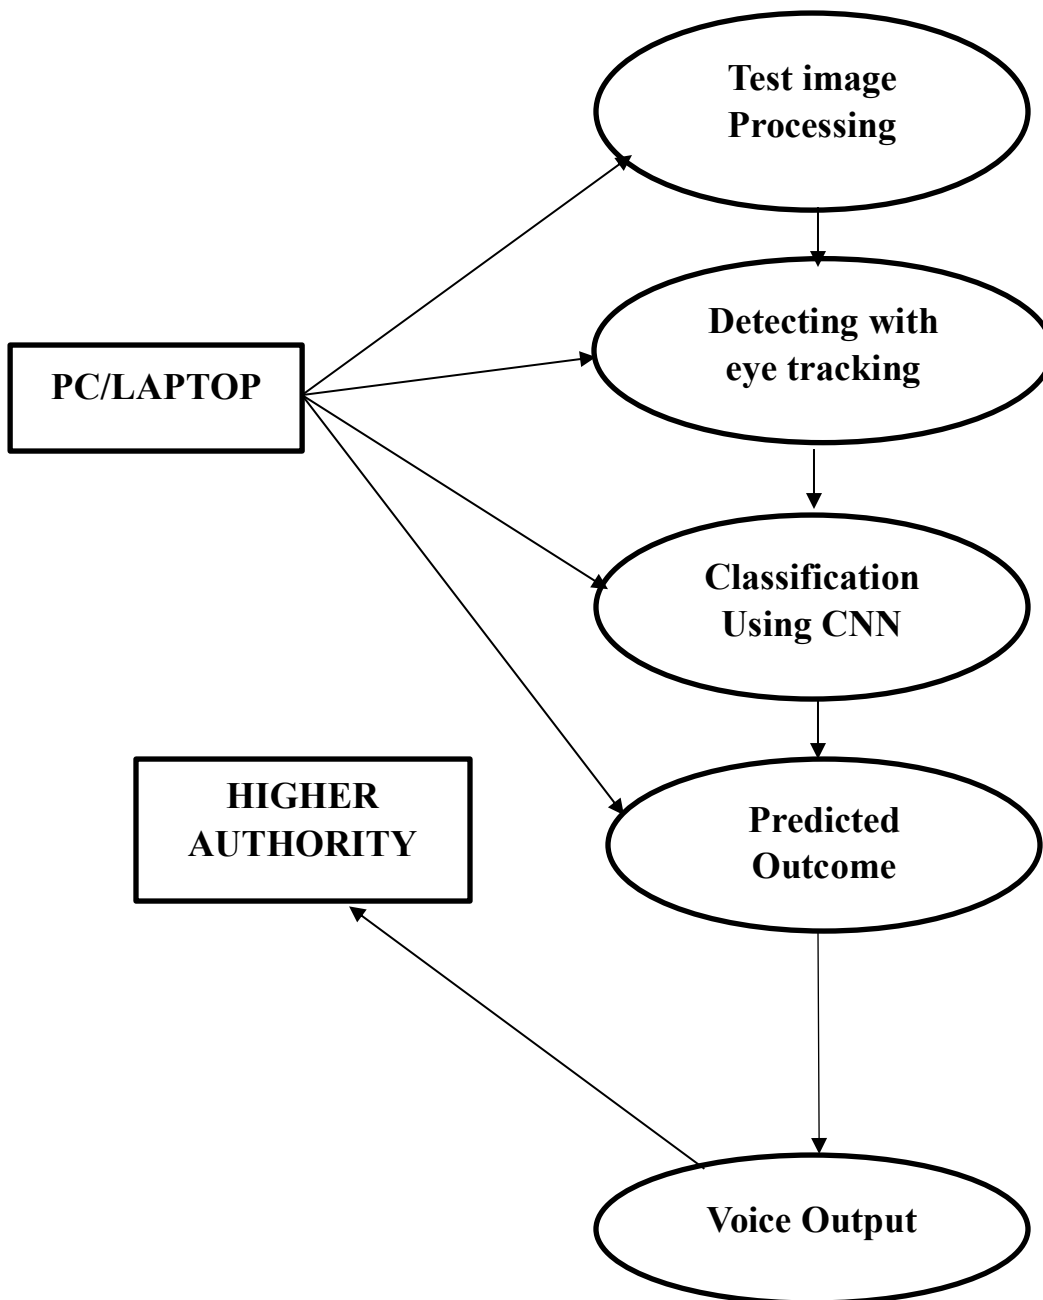 Test image
Processing
Detecting with
eye tracking
PC/LAPTOP
Classification
Using CNN
HIGHER
AUTHORITY
Predicted
Outcome
Voice Output